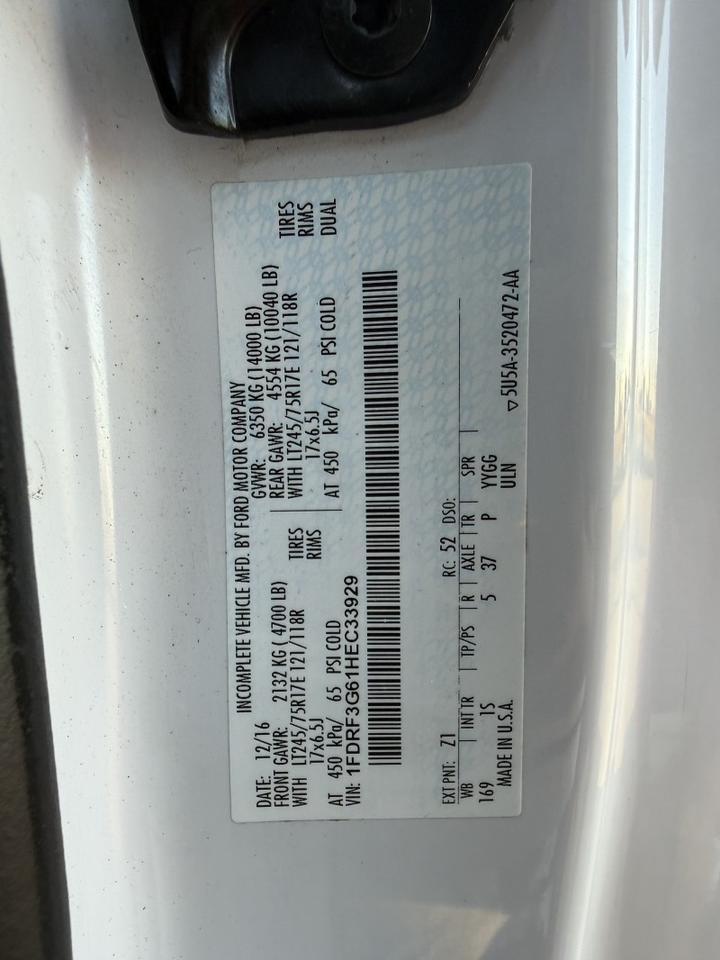 INCOMPLETE VEHICLE MFD. BY FORD MOTOR COMPANY
DATE: 12/16 GVWR: 6350 KG (14000 LB)
FRONT GAWR: 2132 KG ( 4700 LB) REAR GAWR: 4554 KG (10040 LB)
WITH LT245/75R17E 121/118R TIRES WITH LT245/75R17E 121/118R TIRES
17x6.5J RIMS 17x6.5J RIMS
AT 450 kPa/ 65 PSI COLD AT 450 kPa/ 65 PSI COLD DUAL
VIN: 1FDRF3G61HEC33929
EXT PNT: Z1 RC: 52 DSO:
WB | INT TR | TP/PS | R | AXLE | TR | SPR |
169 1S 5 37 P YYGG
MADE IN U.S.A. ULN
▽5U5A-3520472-AA